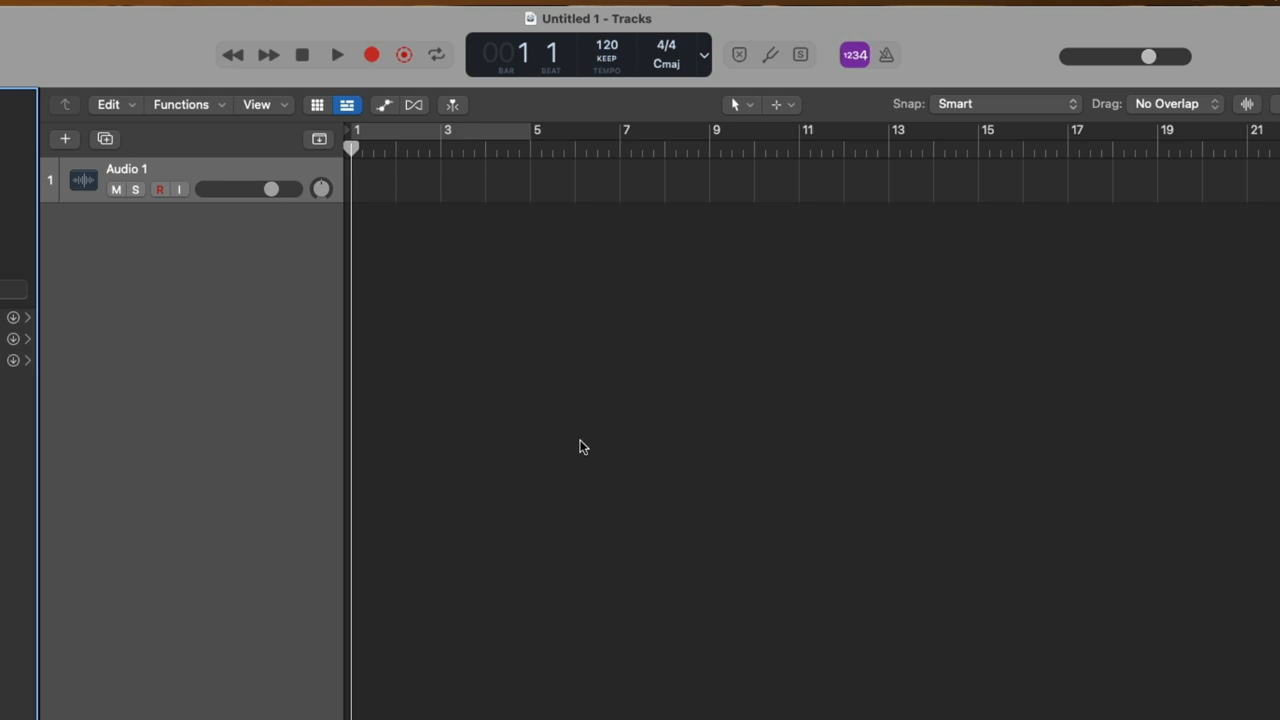 Untitled 1 - Tracks
001 1
BAR BEAT
120
KEEP
TEMPO
4/4
Cmaj
1234
Edit Functions View Snap: Smart Drag: No Overlap
1 3 5 7 9 11 13 15 17 19 21
1 Audio 1
M S R I